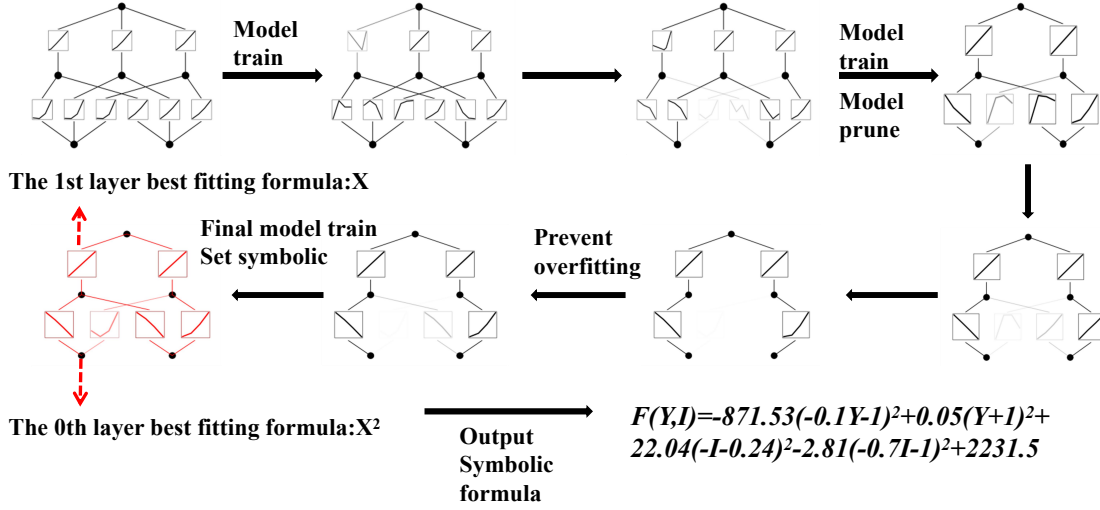 Model
train
Model
train
Model
prune
The 1st layer best fitting formula:X
Final model train
Set symbolic
Prevent
overfitting
The 0th layer best fitting formula:X²
Output
Symbolic
formula
F(Y,I)=-871.53(-0.1Y-1)²+0.05(Y+1)²+
22.04(-I-0.24)²-2.81(-0.7I-1)²+2231.5